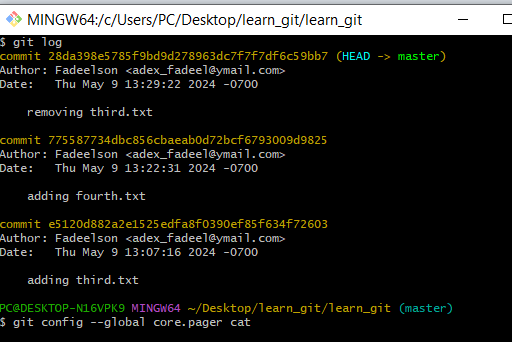 MINGW64:/c/Users/PC/Desktop/learn_git/learn_git
$ git log
commit 28da398e5785f9bd9d278963dc7f7f7df6c59bb7 (HEAD -> master)
Author: Fadeelson <adex_fadeel@ymail.com>
Date:   Thu May 9 13:29:22 2024 -0700
    removing third.txt
commit 775587734dbc856cbaeab0d72bcf6793009d9825
Author: Fadeelson <adex_fadeel@ymail.com>
Date:   Thu May 9 13:22:31 2024 -0700
    adding fourth.txt
commit e5120d882a2e1525edfa8f0390ef85f634f72603
Author: Fadeelson <adex_fadeel@ymail.com>
Date:   Thu May 9 13:07:16 2024 -0700
    adding third.txt
PC@DESKTOP-N16VPK9 MINGW64 ~/Desktop/learn_git/learn_git (master)
$ git config --global core.pager cat